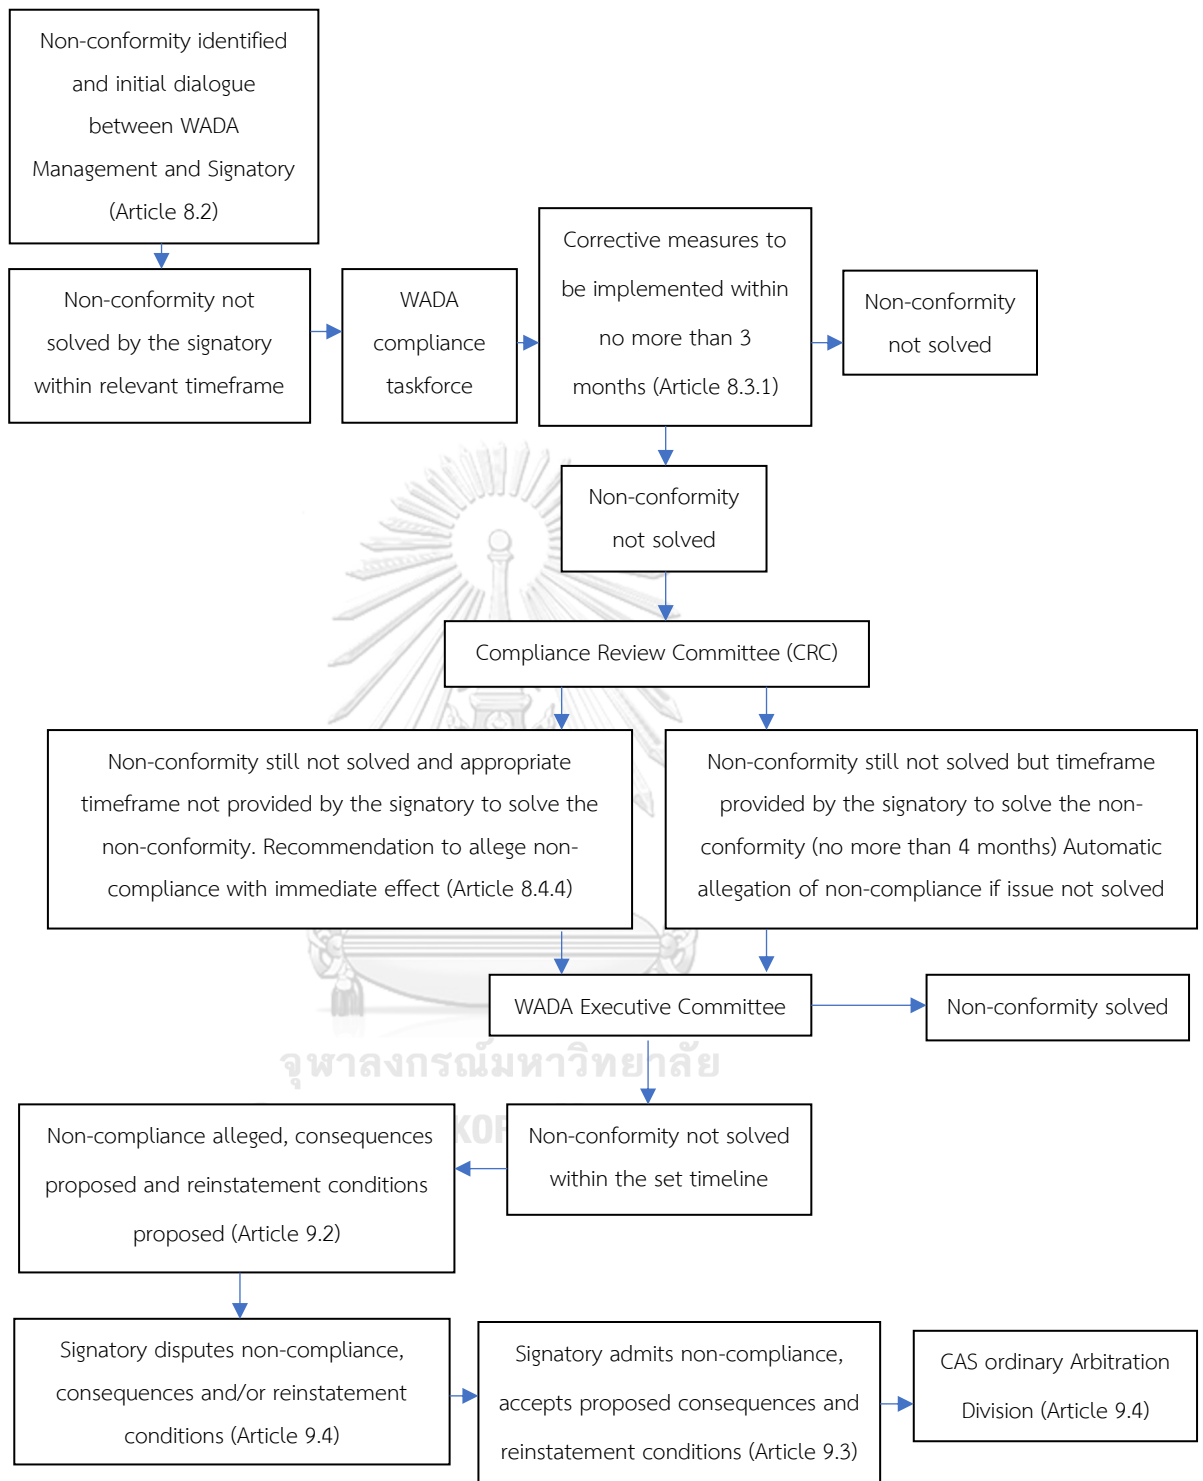 Non-conformity identified
and initial dialogue
between WADA
Management and Signatory
(Article 8.2)
Non-conformity not
solved by the signatory
within relevant timeframe
WADA
compliance
taskforce
Corrective measures to
be implemented within
no more than 3
months (Article 8.3.1)
Non-conformity
not solved
Non-conformity
not solved
Compliance Review Committee (CRC)
Non-conformity still not solved and appropriate
timeframe not provided by the signatory to solve the
non-conformity. Recommendation to allege non-
compliance with immediate effect (Article 8.4.4)
Non-conformity still not solved but timeframe
provided by the signatory to solve the non-
conformity (no more than 4 months) Automatic
allegation of non-compliance if issue not solved
WADA Executive Committee
Non-conformity solved
จุฬาลงกรณ์มหาวิทยาลัย
Non-conformity not solved
within the set timeline
Non-compliance alleged, consequences
proposed and reinstatement conditions
proposed (Article 9.2)
Signatory disputes non-compliance,
consequences and/or reinstatement
conditions (Article 9.4)
Signatory admits non-compliance,
accepts proposed consequences and
reinstatement conditions (Article 9.3)
CAS ordinary Arbitration
Division (Article 9.4)